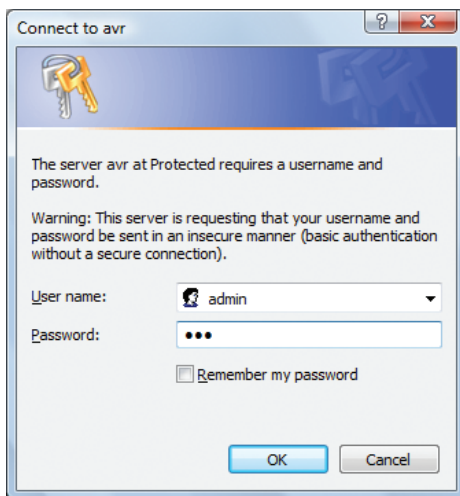 Connect to avr
The server avr at Protected requires a username and
password.
Warning: This server is requesting that your username and
password be sent in an insecure manner (basic authentication
without a secure connection).
User name:
admin
Password:
•••
Remember my password
OK
Cancel